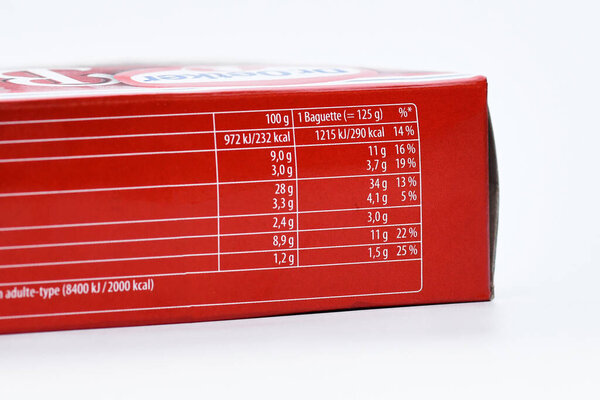 Dr.Oetker
100 g 1 Baguette (= 125 g) %*
972 kJ/232 kcal 1215 kJ/290 kcal 14 %
9,0 g 11 g 16 %
3,0 g 3,7 g 19 %
28 g 34 g 13 %
3,3 g 4,1 g 5 %
2,4 g 3,0 g
8,9 g 11 g 22 %
1,2 g 1,5 g 25 %
adulte-type (8400 kJ / 2000 kcal)